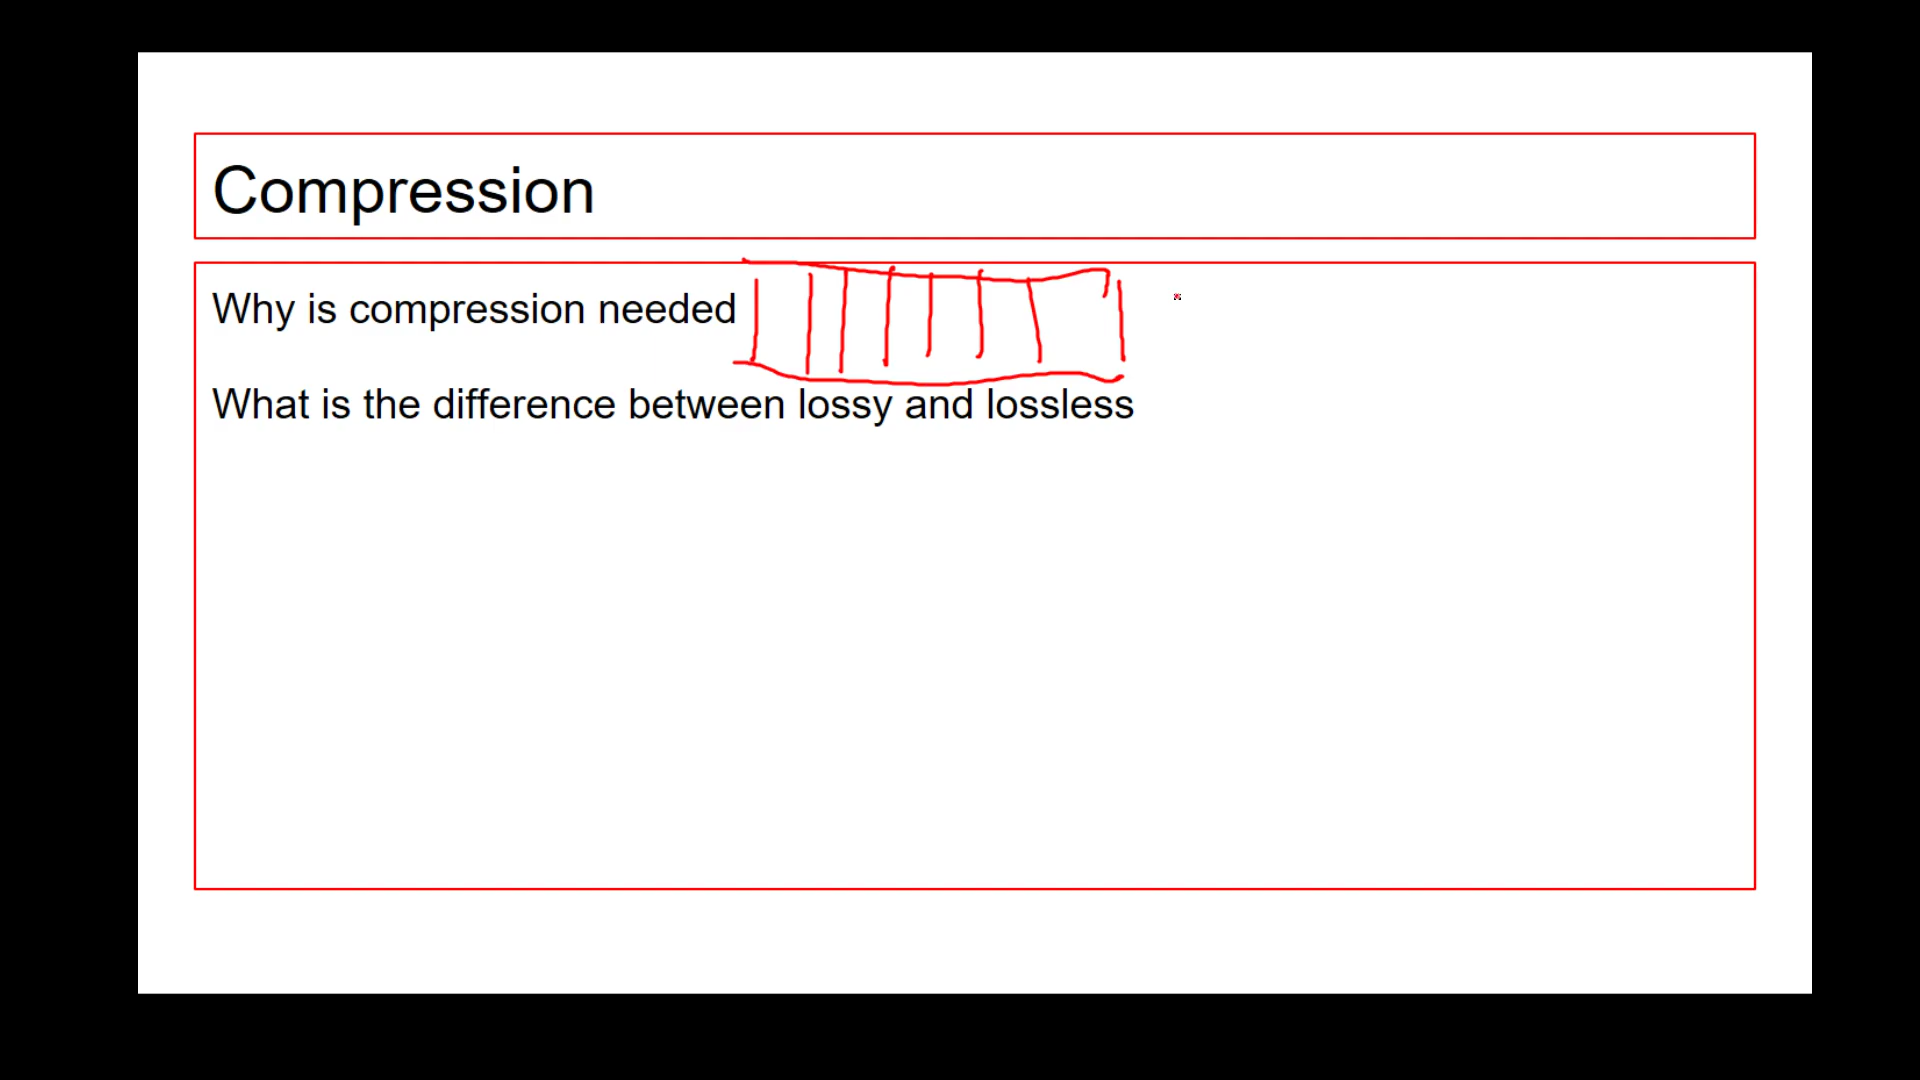 Compression
Why is compression needed
What is the difference between lossy and lossless